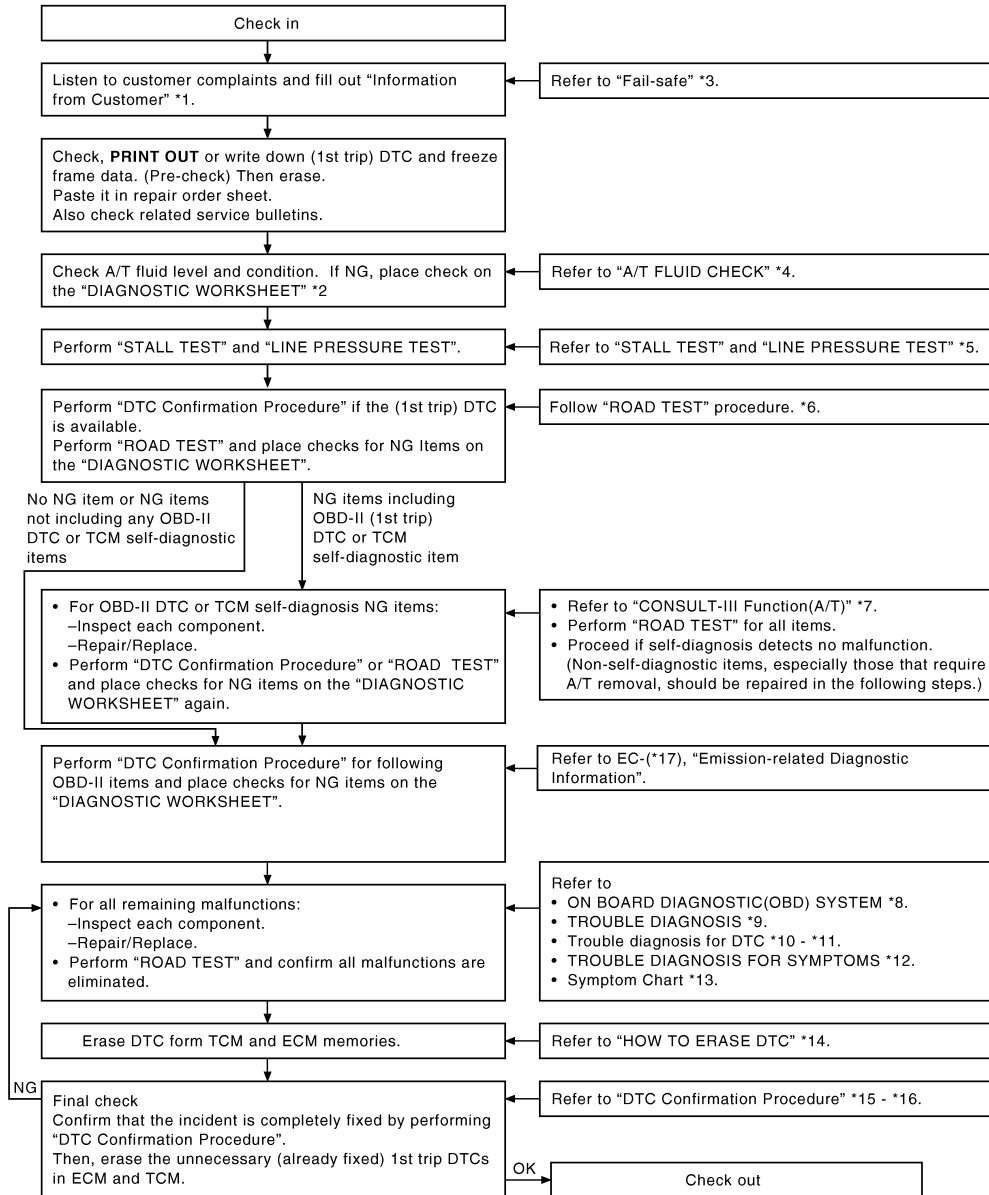 Check in
Listen to customer complaints and fill out “Information
from Customer” *1.
Refer to “Fail-safe” *3.
Check, PRINT OUT or write down (1st trip) DTC and freeze
frame data. (Pre-check) Then erase.
Paste it in repair order sheet.
Also check related service bulletins.
Check A/T fluid level and condition. If NG, place check on
the “DIAGNOSTIC WORKSHEET” *2
Refer to “A/T FLUID CHECK” *4.
Perform “STALL TEST” and “LINE PRESSURE TEST”.
Refer to “STALL TEST” and “LINE PRESSURE TEST” *5.
Perform “DTC Confirmation Procedure” if the (1st trip) DTC
is available.
Perform “ROAD TEST” and place checks for NG Items on
the “DIAGNOSTIC WORKSHEET”.
Follow “ROAD TEST” procedure. *6.
No NG item or NG items
not including any OBD-II
DTC or TCM self-diagnostic
items
NG items including
OBD-II (1st trip)
DTC or TCM
self-diagnostic item
• For OBD-II DTC or TCM self-diagnosis NG items:
–Inspect each component.
–Repair/Replace.
• Perform “DTC Confirmation Procedure” or “ROAD TEST”
and place checks for NG items on the “DIAGNOSTIC
WORKSHEET” again.
• Refer to “CONSULT-III Function(A/T)” *7.
• Perform “ROAD TEST” for all items.
• Proceed if self-diagnosis detects no malfunction.
(Non-self-diagnostic items, especially those that require
A/T removal, should be repaired in the following steps.)
Perform “DTC Confirmation Procedure” for following
OBD-II items and place checks for NG items on the
“DIAGNOSTIC WORKSHEET”.
Refer to EC-(*17), “Emission-related Diagnostic
Information”.
• For all remaining malfunctions:
–Inspect each component.
–Repair/Replace.
• Perform “ROAD TEST” and confirm all malfunctions are
eliminated.
Refer to
• ON BOARD DIAGNOSTIC(OBD) SYSTEM *8.
• TROUBLE DIAGNOSIS *9.
• Trouble diagnosis for DTC *10 - *11.
• TROUBLE DIAGNOSIS FOR SYMPTOMS *12.
• Symptom Chart *13.
Erase DTC form TCM and ECM memories.
Refer to “HOW TO ERASE DTC” *14.
NG
Final check
Confirm that the incident is completely fixed by performing
“DTC Confirmation Procedure”.
Then, erase the unnecessary (already fixed) 1st trip DTCs
in ECM and TCM.
Refer to “DTC Confirmation Procedure” *15 - *16.
OK
Check out